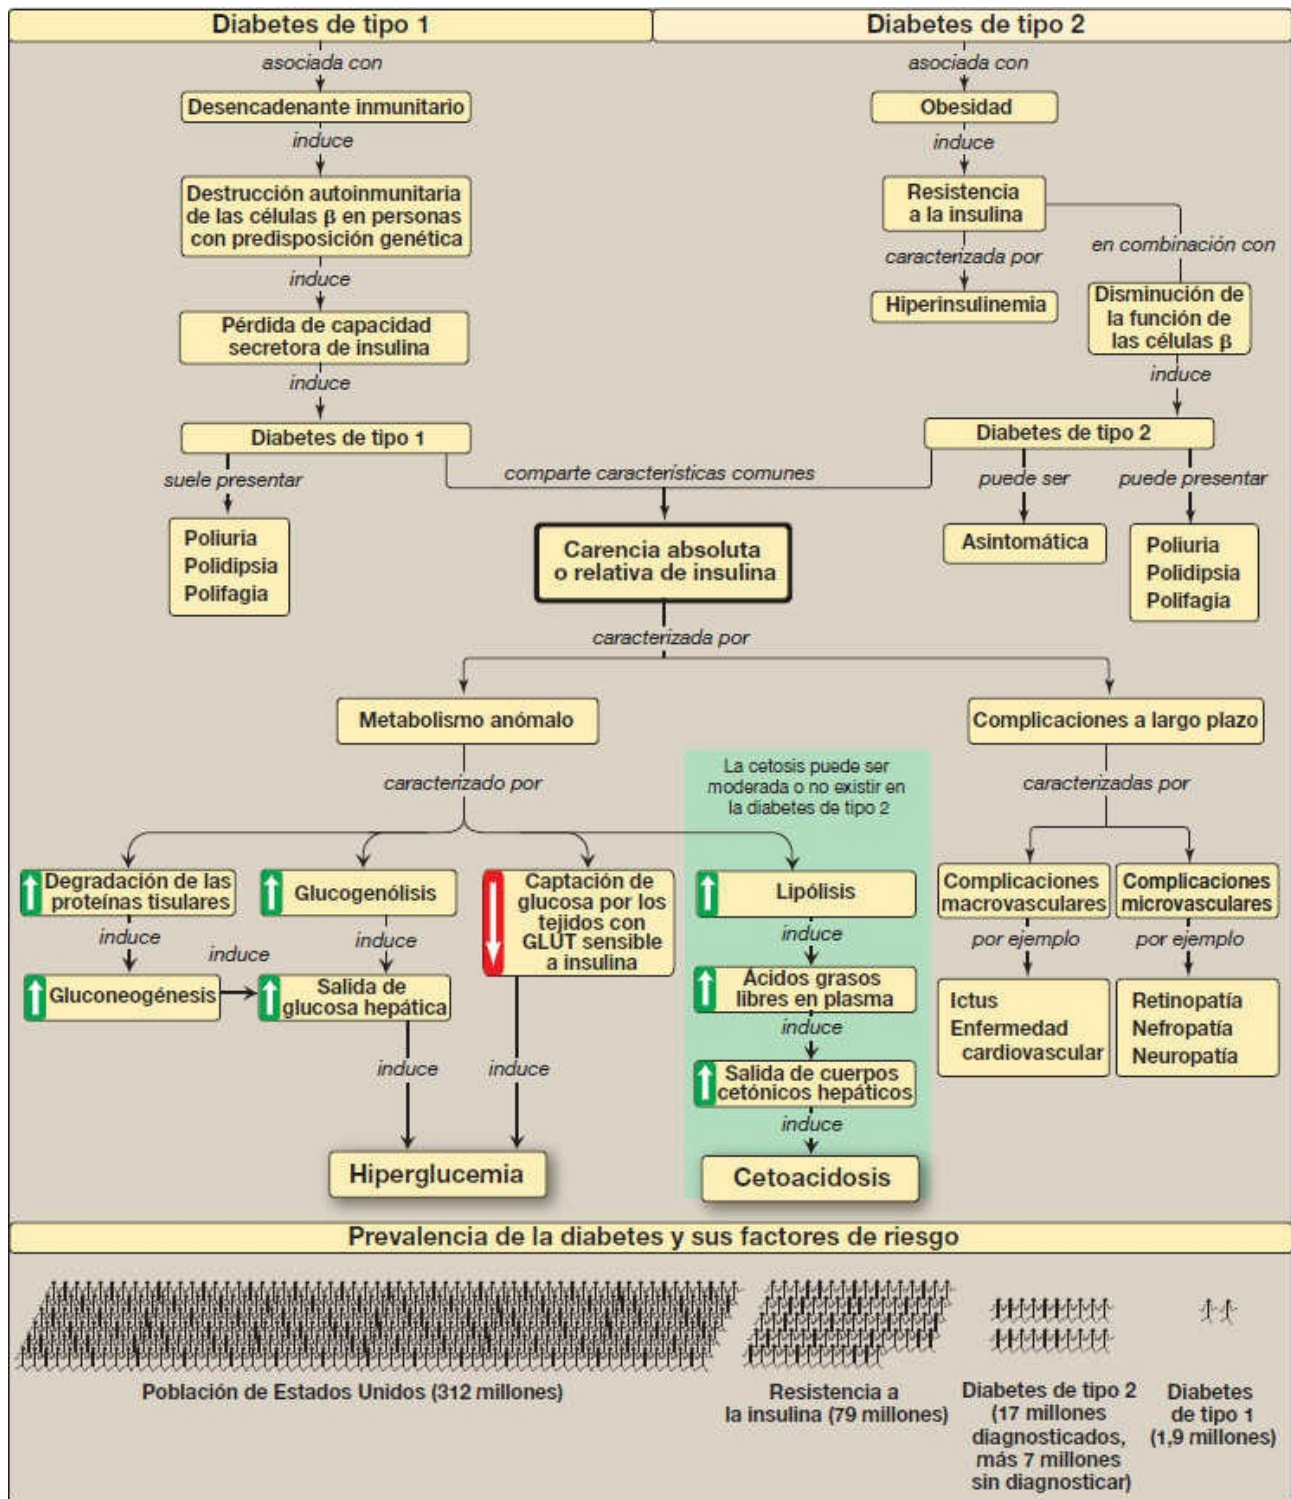 Diabetes de tipo 1
Diabetes de tipo 2
asociada con
asociada con
Desencadenante inmunitario
Obesidad
induce
induce
Destrucción autoinmunitaria
de las células β en personas
con predisposición genética
Resistencia
a la insulina
induce
caracterizada por
en combinación con
Pérdida de capacidad
secretora de insulina
Hiperinsulinemia
Disminución de
la función de
las células β
induce
induce
Diabetes de tipo 1
Diabetes de tipo 2
suele presentar
comparte características comunes
puede ser
puede presentar
Poliuria
Polidipsia
Polifagia
Carencia absoluta
o relativa de insulina
Asintomática
Poliuria
Polidipsia
Polifagia
caracterizada por
Metabolismo anómalo
Complicaciones a largo plazo
caracterizado por
La cetosis puede ser
moderada o no existir en
la diabetes de tipo 2
caracterizadas por
Degradación de las
proteínas tisulares
Glucogenólisis
Captación de
glucosa por los
tejidos con
GLUT sensible
a insulina
Lipólisis
Complicaciones
macrovasculares
Complicaciones
microvasculares
induce
induce
induce
induce
por ejemplo
por ejemplo
Gluconeogénesis
Salida de
glucosa hepática
Ácidos grasos
libres en plasma
Ictus
Enfermedad
cardiovascular
Retinopatía
Nefropatía
Neuropatía
induce
induce
induce
Salida de cuerpos
cetónicos hepáticos
induce
Hiperglucemia
Cetoacidosis
Prevalencia de la diabetes y sus factores de riesgo
Población de Estados Unidos (312 millones)
Resistencia a
la insulina (79 millones)
Diabetes de tipo 2
(17 millones
diagnosticados,
más 7 millones
sin diagnosticar)
Diabetes
de tipo 1
(1,9 millones)